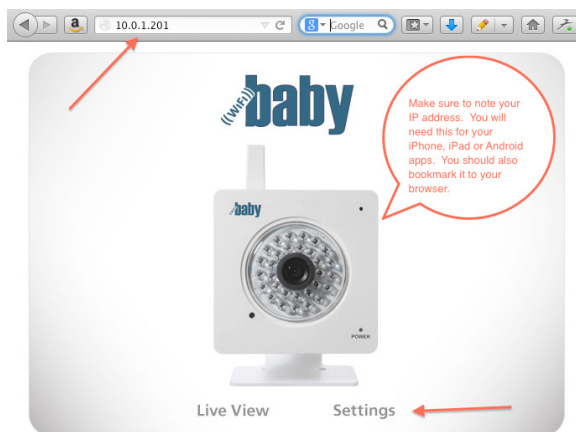 10.0.1.201
Google
((WiFi))
baby
Make sure to note your
IP address. You will
need this for your
iPhone, iPad or Android
apps. You should also
bookmark it to your
browser.
baby
POWER
Live View
Settings